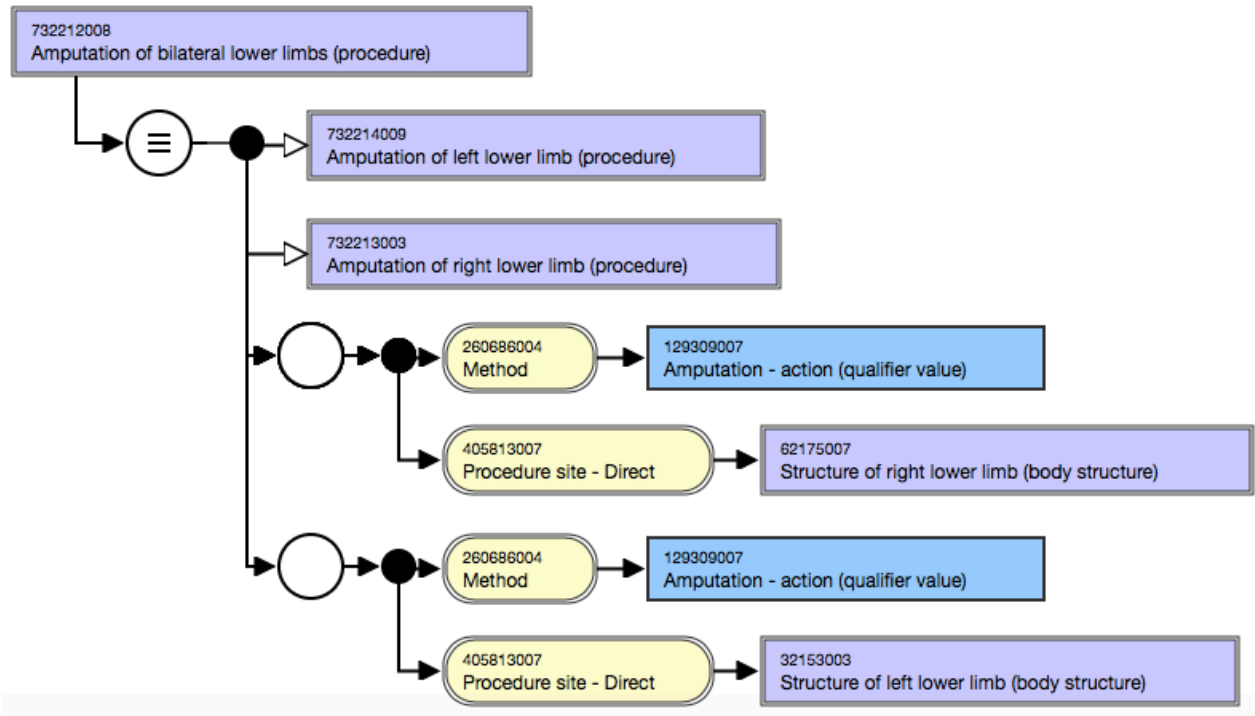 732212008
Amputation of bilateral lower limbs (procedure)
732214009
Amputation of left lower limb (procedure)
732213003
Amputation of right lower limb (procedure)
260686004
Method
129309007
Amputation - action (qualifier value)
405813007
Procedure site - Direct
62175007
Structure of right lower limb (body structure)
260686004
Method
129309007
Amputation - action (qualifier value)
405813007
Procedure site - Direct
32153003
Structure of left lower limb (body structure)